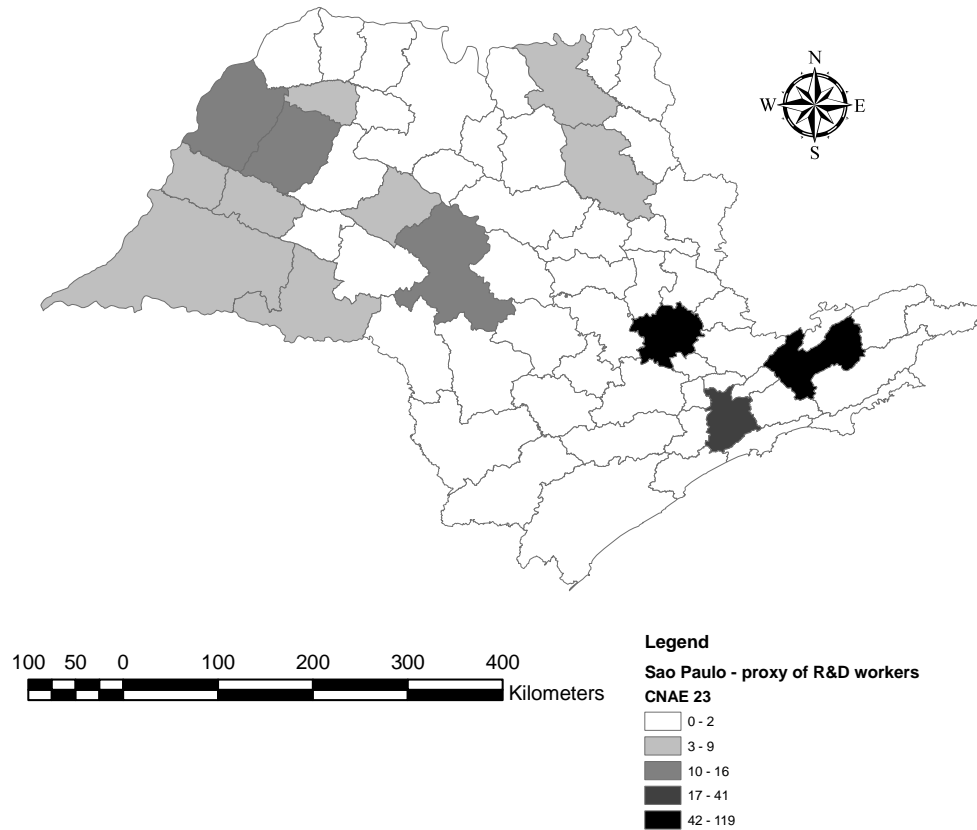 N
W E
S
100 50 0 100 200 300 400
Kilometers
Legend
Sao Paulo - proxy of R&D workers
CNAE 23
0 - 2
3 - 9
10 - 16
17 - 41
42 - 119